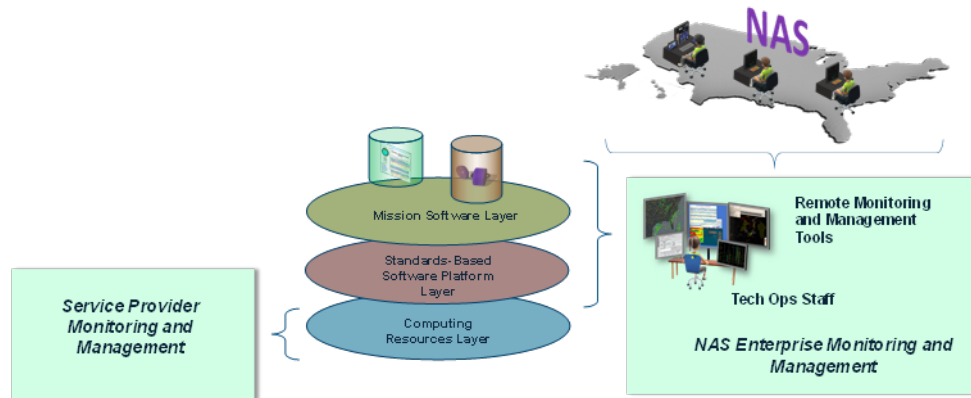 NAS
Mission Software Layer
Standards-Based
Software Platform
Layer
Computing
Resources Layer
Service Provider
Monitoring and
Management
Remote Monitoring
and Management
Tools
Tech Ops Staff
NAS Enterprise Monitoring and
Management